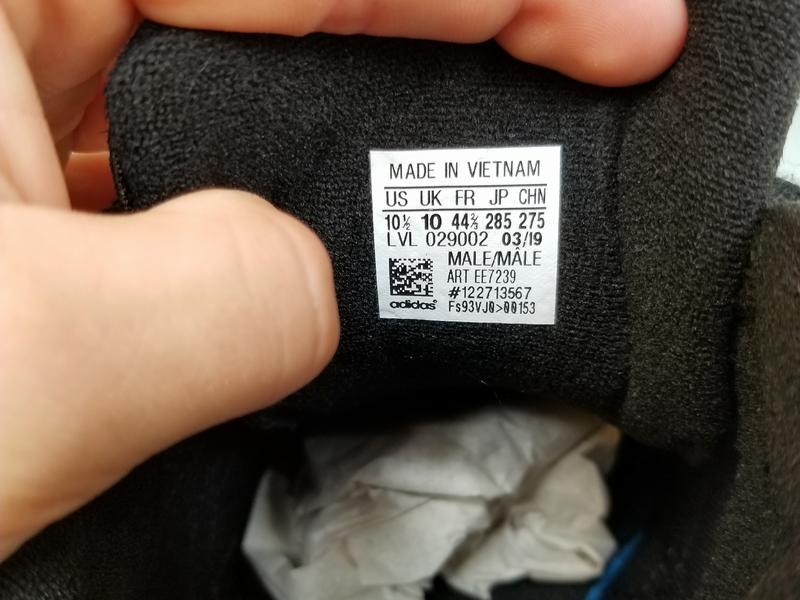 MADE IN VIETNAM
US UK FR JP CHN
10½ 10 44⅔ 285 275
LVL 029002 03/19
MALE/MÂLE
ART EE7239
#122713567
adidas® Fs93VJ0>00153